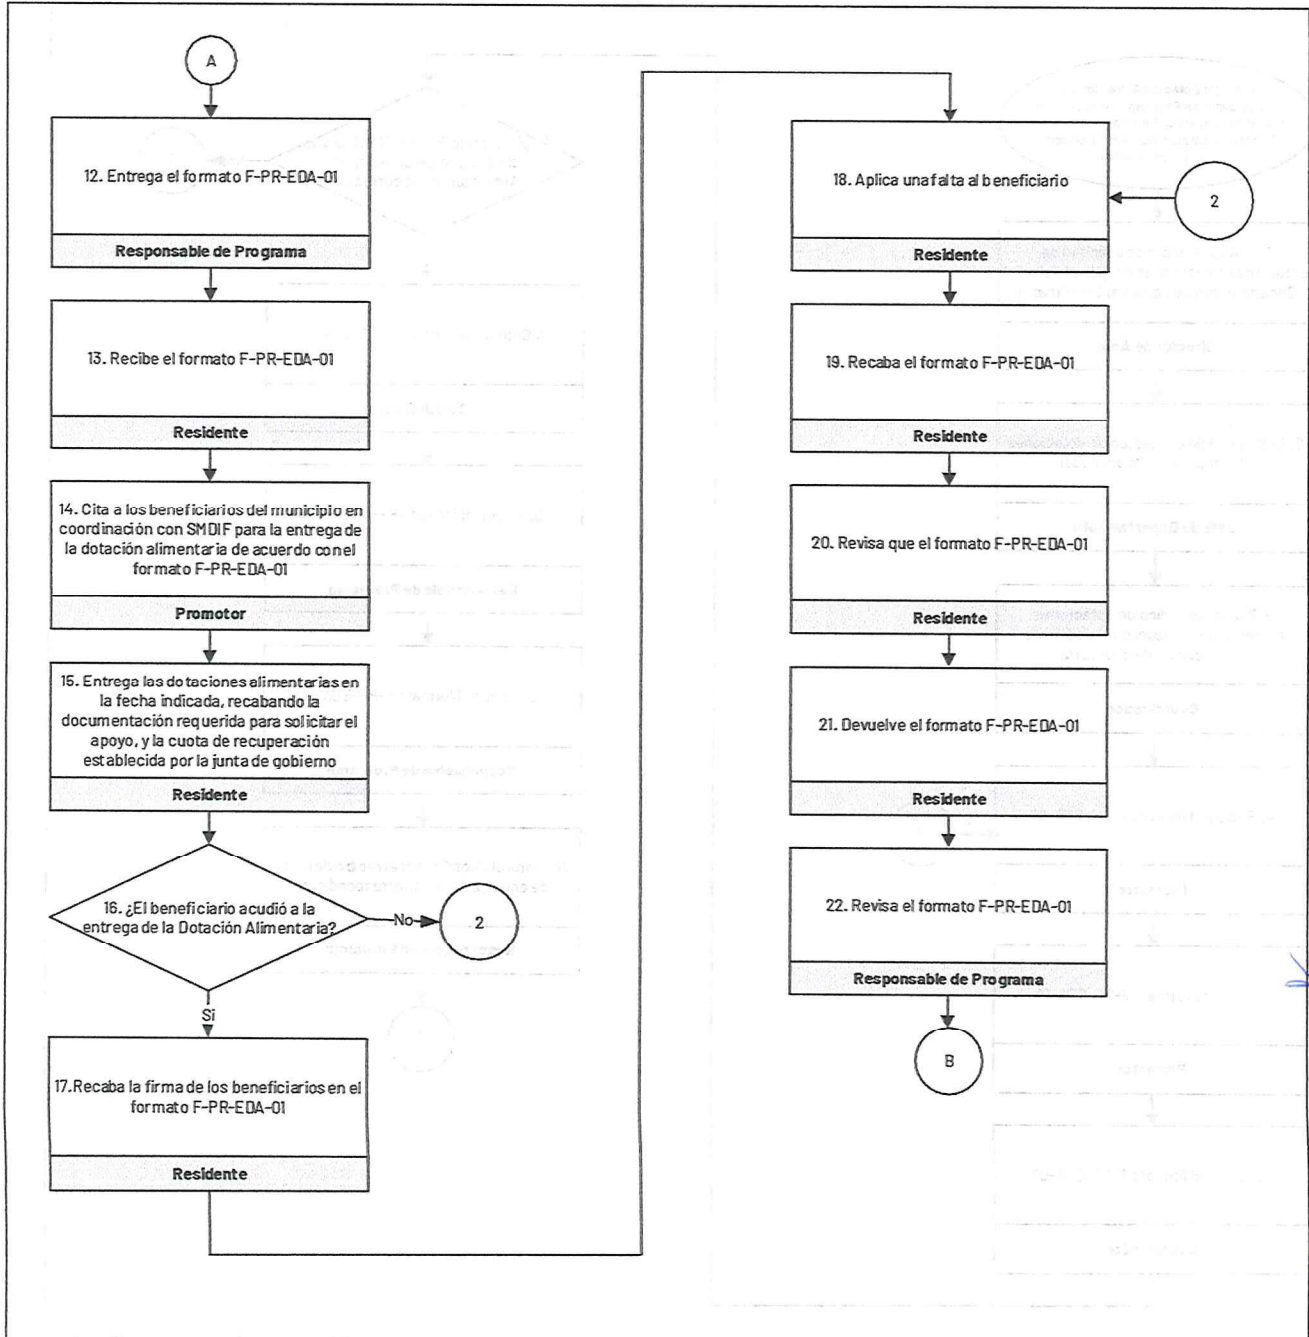 A
12. Entrega el formato F-PR-EDA-01
Responsable de Programa
13. Recibe el formato F-PR-EDA-01
Residente
14. Cita a los beneficiarios del municipio en
coordinación con SMDIF para la entrega de
la dotación alimentaria de acuerdo con el
formato F-PR-EDA-01
Promotor
15. Entrega las dotaciones alimentarias en
la fecha indicada, recabando la
documentación requerida para solicitar el
apoyo, y la cuota de recuperación
establecida por la junta de gobierno
Residente
16. ¿El beneficiario acudió a la
entrega de la Dotación Alimentaria?
No
2
Si
17. Recaba la firma de los beneficiarios en el
formato F-PR-EDA-01
Residente
18. Aplica una falta al beneficiario
Residente
2
19. Recaba el formato F-PR-EDA-01
Residente
20. Revisa que el formato F-PR-EDA-01
Residente
21. Devuelve el formato F-PR-EDA-01
Residente
22. Revisa el formato F-PR-EDA-01
Responsable de Programa
B